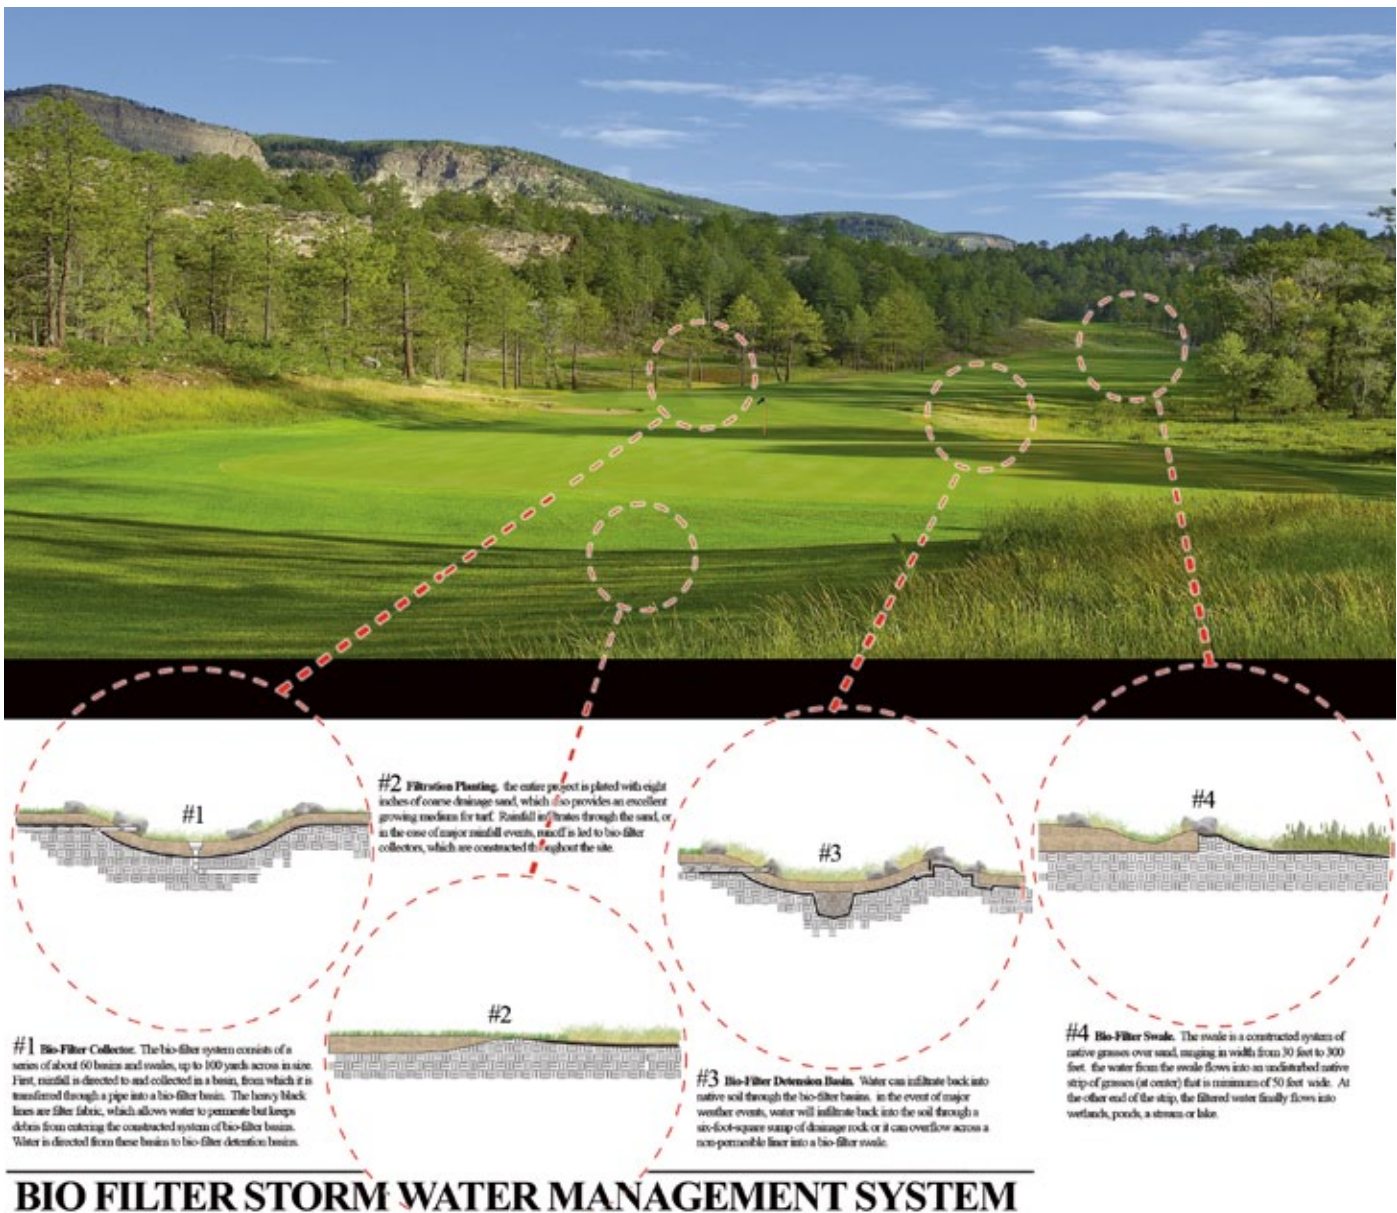 #1
#2 Filtration Planting. the entire project is plated with eight
inches of coarse drainage sand, which also provides an excellent
growing medium for turf. Rainfall infiltrates through the sand, or
in the case of major rainfall events, runoff is led to bio-filter
collectors, which are constructed throughout the site.
#3
#4
#2
#1 Bio-Filter Collector. The bio-filter system consists of a
series of about 60 basins and swales, up to 100 yards across in size.
First, rainfall is directed to and collected in a basin, from which it is
transferred through a pipe into a bio-filter basin. The heavy black
lines are filter fabric, which allows water to permeate but keeps
debris from entering the constructed system of bio-filter basins.
Water is directed from these basins to bio-filter detention basins.
#3 Bio-Filter Detension Basin. Water can infiltrate back into
native soil through the bio-filter basins. in the event of major
weather events, water will infiltrate back into the soil through a
six-foot-square sump of drainage rock or it can overflow across a
non-permeable liner into a bio-filter swale.
#4 Bio-Filter Swale. The swale is a constructed system of
native grasses over sand, ranging in width from 30 feet to 300
feet. the water from the swale flows into an undisturbed native
strip of grasses (at center) that is minimum of 50 feet wide. At
the other end of the strip, the filtered water finally flows into
wetlands, ponds, a stream or lake.
BIO FILTER STORM WATER MANAGEMENT SYSTEM